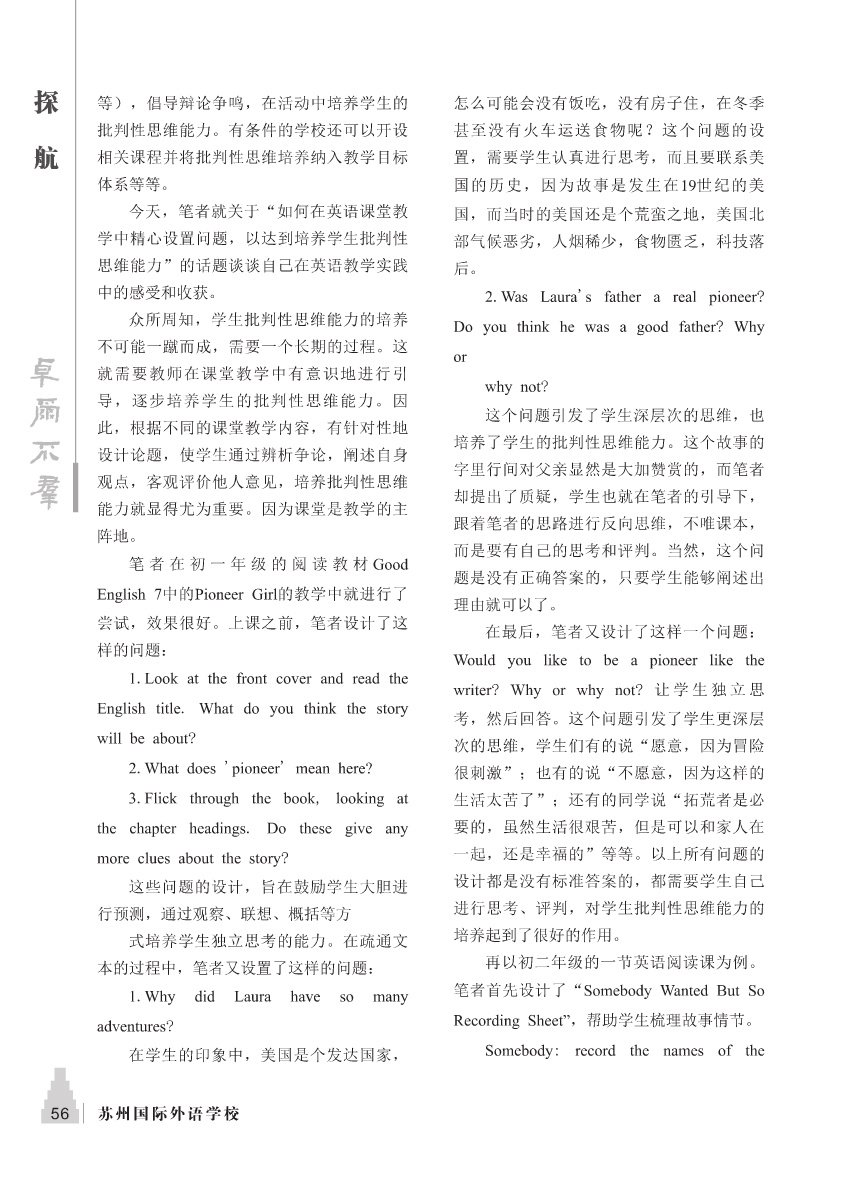 探
航
卓
尔
不
群
等），倡导辩论争鸣，在活动中培养学生的
批判性思维能力。有条件的学校还可以开设
相关课程并将批判性思维培养纳入教学目标
体系等等。
今天，笔者就关于“如何在英语课堂教
学中精心设置问题，以达到培养学生批判性
思维能力”的话题谈谈自己在英语教学实践
中的感受和收获。
众所周知，学生批判性思维能力的培养
不可能一蹴而成，需要一个长期的过程。这
就需要教师在课堂教学中有意识地进行引
导，逐步培养学生的批判性思维能力。因
此，根据不同的课堂教学内容，有针对性地
设计论题，使学生通过辨析争论，阐述自身
观点，客观评价他人意见，培养批判性思维
能力就显得尤为重要。因为课堂是教学的主
阵地。
笔者在初一年级的阅读教材Good
English 7中的Pioneer Girl的教学中就进行了
尝试，效果很好。上课之前，笔者设计了这
样的问题：
1. Look at the front cover and read the
English title. What do you think the story
will be about?
2. What does 'pioneer' mean here?
3. Flick through the book, looking at
the chapter headings. Do these give any
more clues about the story?
这些问题的设计，旨在鼓励学生大胆进
行预测，通过观察、联想、概括等方
式培养学生独立思考的能力。在疏通文
本的过程中，笔者又设置了这样的问题：
1. Why did Laura have so many
adventures?
在学生的印象中，美国是个发达国家，
怎么可能会没有饭吃，没有房子住，在冬季
甚至没有火车运送食物呢？这个问题的设
置，需要学生认真进行思考，而且要联系美
国的历史，因为故事是发生在19世纪的美
国，而当时的美国还是个荒蛮之地，美国北
部气候恶劣，人烟稀少，食物匮乏，科技落
后。
2. Was Laura's father a real pioneer?
Do you think he was a good father? Why
or
why not?
这个问题引发了学生深层次的思维，也
培养了学生的批判性思维能力。这个故事的
字里行间对父亲显然是大加赞赏的，而笔者
却提出了质疑，学生也就在笔者的引导下，
跟着笔者的思路进行反向思维，不唯课本，
而是要有自己的思考和评判。当然，这个问
题是没有正确答案的，只要学生能够阐述出
理由就可以了。
在最后，笔者又设计了这样一个问题：
Would you like to be a pioneer like the
writer? Why or why not? 让学生独立思
考，然后回答。这个问题引发了学生更深层
次的思维，学生们有的说“愿意，因为冒险
很刺激”；也有的说“不愿意，因为这样的
生活太苦了”；还有的同学说“拓荒者是必
要的，虽然生活很艰苦，但是可以和家人在
一起，还是幸福的”等等。以上所有问题的
设计都是没有标准答案的，都需要学生自己
进行思考、评判，对学生批判性思维能力的
培养起到了很好的作用。
再以初二年级的一节英语阅读课为例。
笔者首先设计了“Somebody Wanted But So
Recording Sheet”，帮助学生梳理故事情节。
Somebody: record the names of the
56
苏州国际外语学校